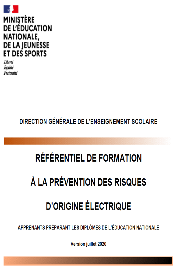 MINISTÈRE
DE L'ÉDUCATION
NATIONALE,
DE LA JEUNESSE
ET DES SPORTS
Liberté
Égalité
Fraternité
DIRECTION GÉNÉRALE DE L'ENSEIGNEMENT SCOLAIRE
RÉFÉRENTIEL DE FORMATION
À LA PRÉVENTION DES RISQUES
D'ORIGINE ÉLECTRIQUE
APPRENANTS PREPARANT LES DIPLÔMES DE L'ÉDUCATION NATIONALE
Version juillet 2020